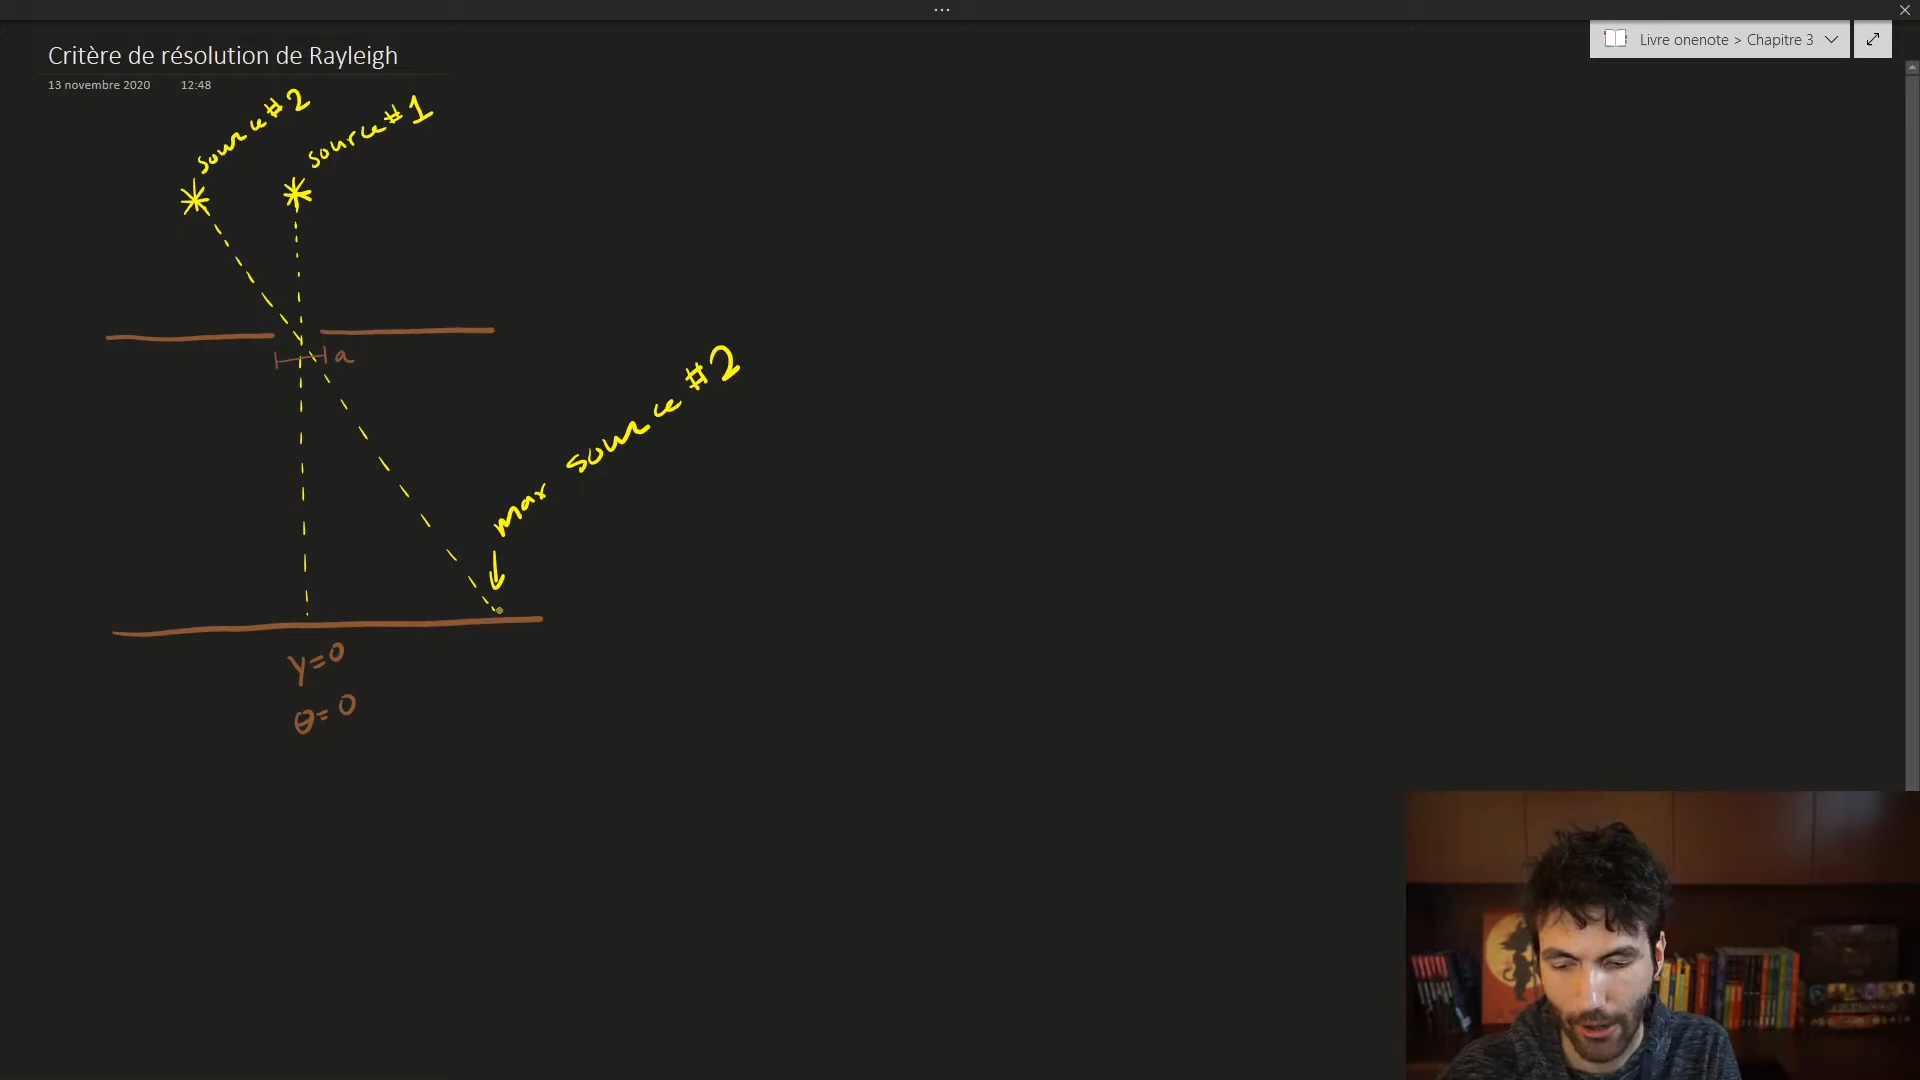 ...
Livre onenote > Chapitre 3
Critère de résolution de Rayleigh
13 novembre 2020 12:48
source #2
source #1
a
max source #2
y=0
θ=0